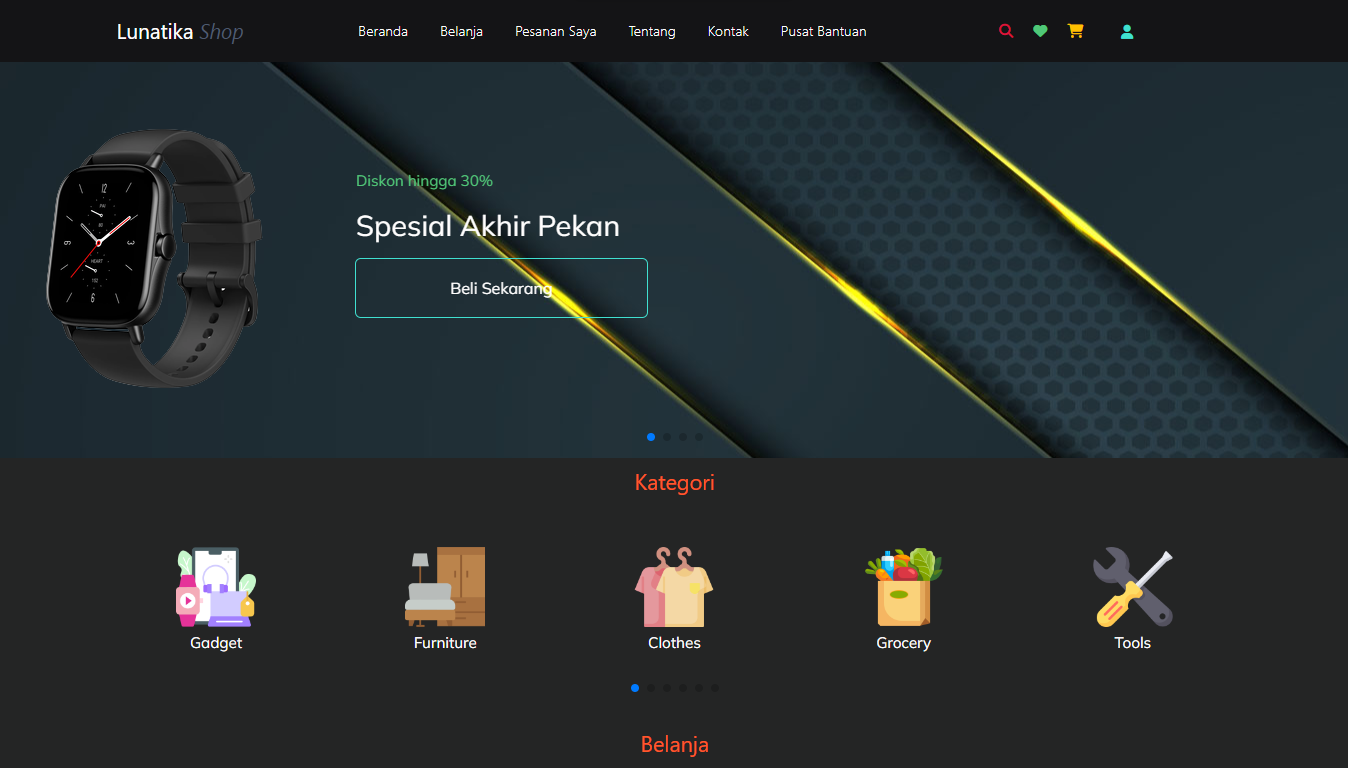 Lunatika Shop
Beranda Belanja Pesanan Saya Tentang Kontak Pusat Bantuan
Diskon hingga 30%
Spesial Akhir Pekan
Beli Sekarang
Kategori
Gadget Furniture Clothes Grocery Tools
Belanja